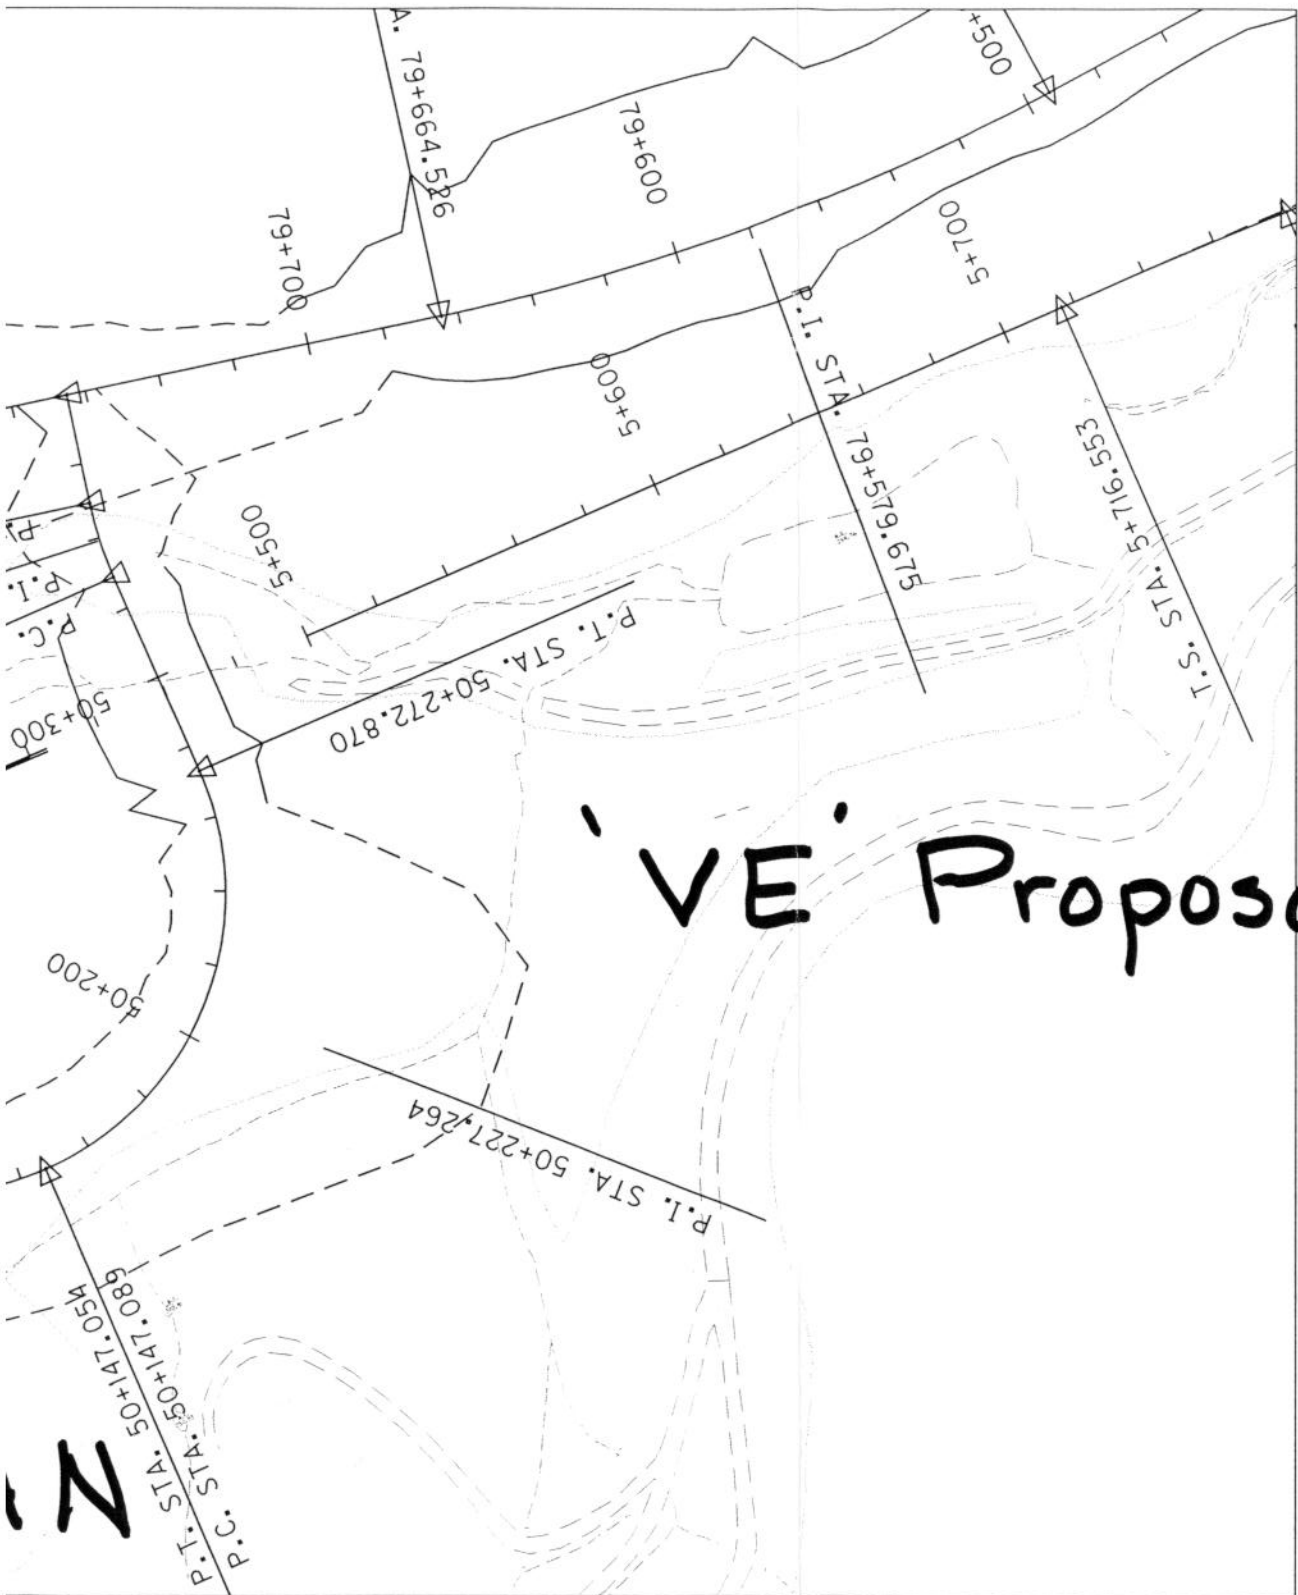 A. 79+664.526
79+600
+500
79+700
5+700
P.I. STA. 79+579.675
5+600
T.S. STA. 5+716.553
5+500
P.I.
P.C.
50+300
P.T. STA. 50+272.870
'VE' Propos
50+200
P.I. STA. 50+227.264
P.T. STA. 50+147.054
P.C. STA. 50+147.089
N